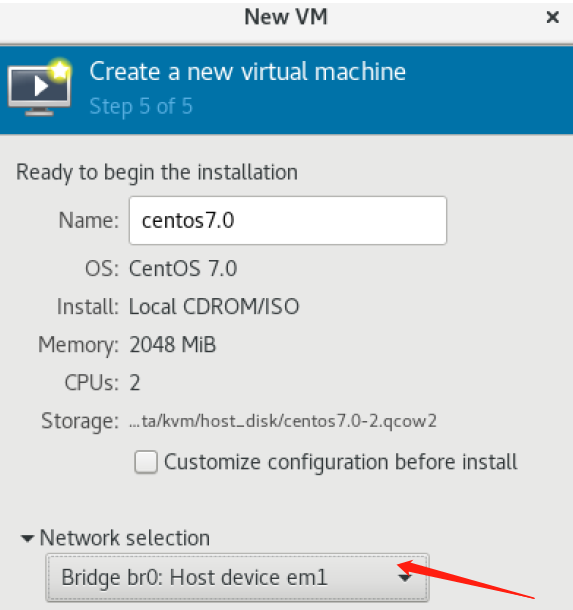 New VM
Create a new virtual machine
Step 5 of 5
Ready to begin the installation
Name: centos7.0
OS: CentOS 7.0
Install: Local CDROM/ISO
Memory: 2048 MiB
CPUs: 2
Storage: ...ta/kvm/host_disk/centos7.0-2.qcow2
Customize configuration before install
Network selection
Bridge br0: Host device em1